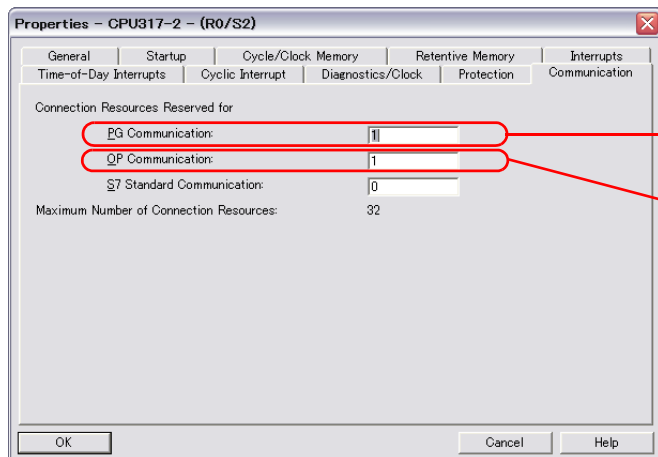 Properties - CPU317-2 - (R0/S2)
General Startup Cycle/Clock Memory Retentive Memory Interrupts
Time-of-Day Interrupts Cyclic Interrupt Diagnostics/Clock Protection Communication
Connection Resources Reserved for
PG Communication: 1
OP Communication: 1
S7 Standard Communication: 0
Maximum Number of Connection Resources: 32
OK Cancel Help